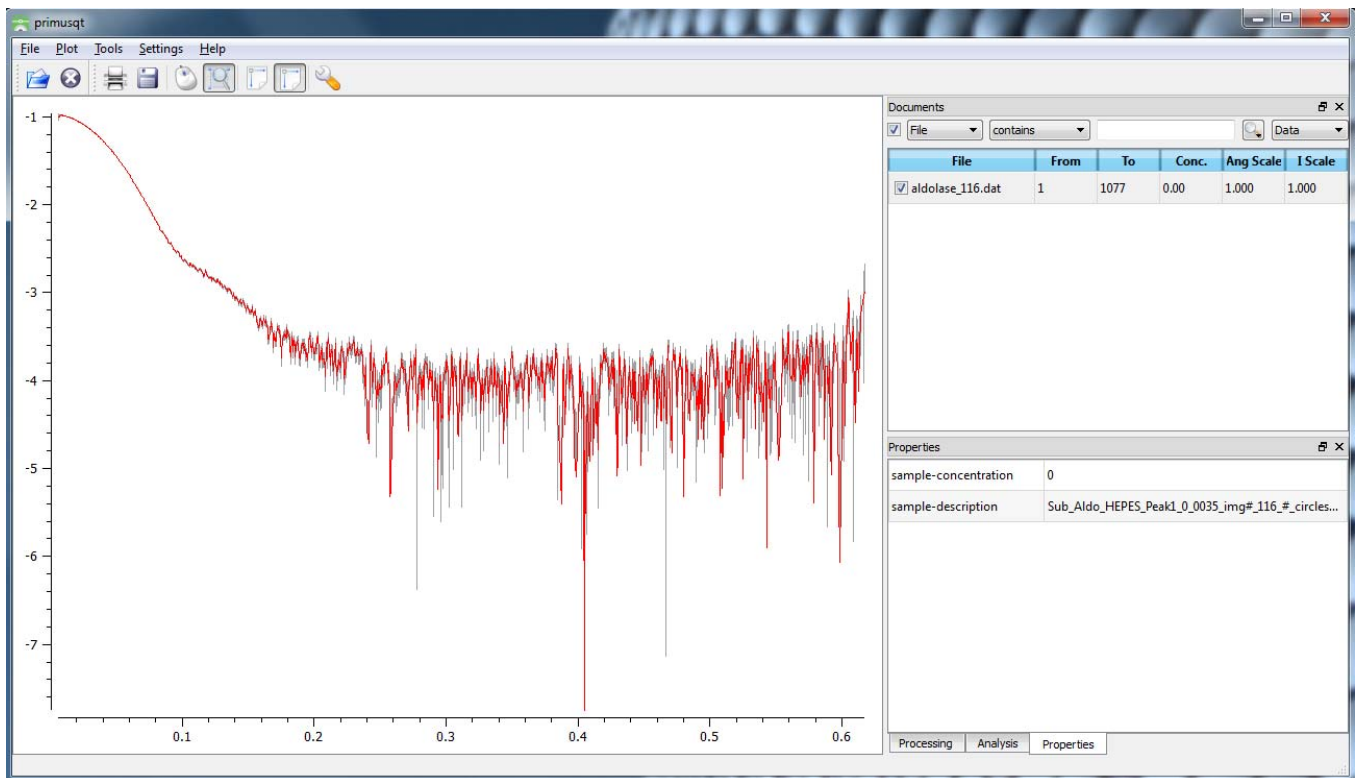 primusqt
File Plot Tools Settings Help
Documents
File contains Data
File From To Conc. Ang Scale I Scale
aldolase_116.dat 1 1077 0.00 1.000 1.000
-1
-2
-3
-4
-5
-6
-7
0.1 0.2 0.3 0.4 0.5 0.6
Properties
sample-concentration 0
sample-description Sub_Aldo_HEPES_Peak1_0_0035_img#_116_#_circles...
Processing Analysis Properties